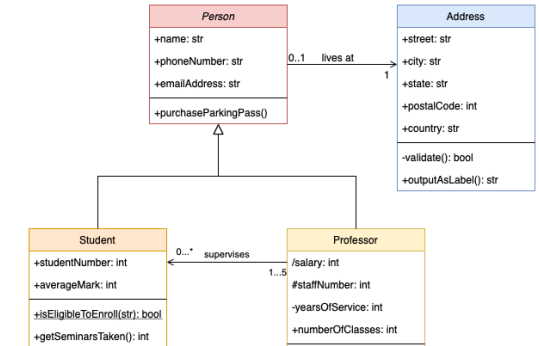 Person
+name: str
+phoneNumber: str
+emailAddress: str
+purchaseParkingPass()
0..1
lives at
1
Address
+street: str
+city: str
+state: str
+postalCode: int
+country: str
-validate(): bool
+outputAsLabel(): str
Student
+studentNumber: int
+averageMark: int
+isEligibleToEnroll(str): bool
+getSeminarsTaken(): int
0...*
supervises
1...5
Professor
/salary: int
#staffNumber: int
-yearsOfService: int
+numberOfClasses: int